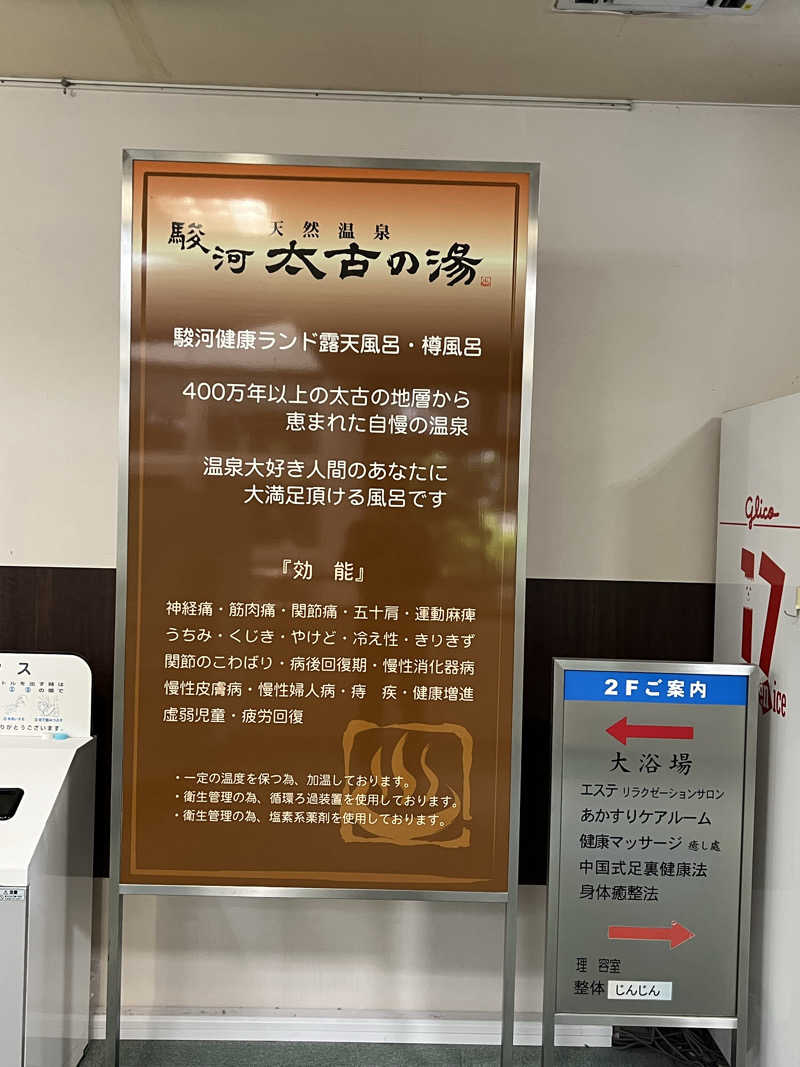 天然温泉
駿河 太古の湯
駿河健康ランド露天風呂・樽風呂
400万年以上の太古の地層から
恵まれた自慢の温泉
温泉大好き人間のあなたに
大満足頂ける風呂です
『効 能』
神経痛・筋肉痛・関節痛・五十肩・運動麻痺
うちみ・くじき・やけど・冷え性・きりきず
関節のこわばり・病後回復期・慢性消化器病
慢性皮膚病・慢性婦人病・痔 疾・健康増進
虚弱児童・疲労回復
・一定の温度を保つ為、加温しております。
・衛生管理の為、循環ろ過装置を使用しております。
・衛生管理の為、塩素系薬剤を使用しております。
2Fご案内
大浴場
エステ リラクゼーションサロン
あかすりケアルーム
健康マッサージ 癒し處
中国式足裏健康法
身体癒整法
理 容室
整体 じんじん
Glico
17
ice
ス